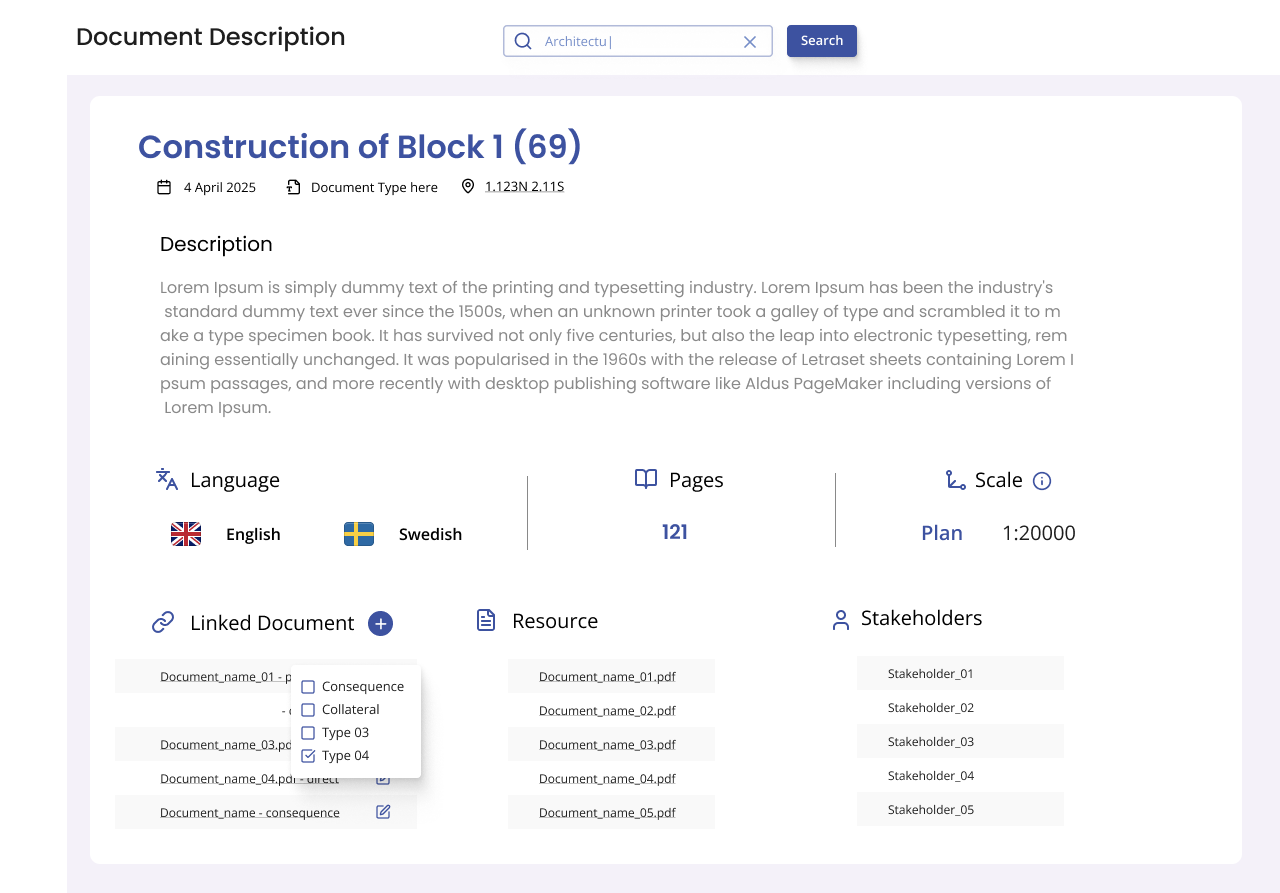 Document Description
Architectu
Search
Construction of Block 1 (69)
4 April 2025 Document Type here 1.123N 2.11S
Description
Lorem Ipsum is simply dummy text of the printing and typesetting industry. Lorem Ipsum has been the industry's
standard dummy text ever since the 1500s, when an unknown printer took a galley of type and scrambled it to m
ake a type specimen book. It has survived not only five centuries, but also the leap into electronic typesetting, rem
aining essentially unchanged. It was popularised in the 1960s with the release of Letraset sheets containing Lorem I
psum passages, and more recently with desktop publishing software like Aldus PageMaker including versions of
Lorem Ipsum.
Language
English Swedish
Pages
121
Scale
Plan 1:20000
Linked Document
Document_name_01 -
-
Document_name_03
Document_name_04.pdf - direct
Document_name - consequence
Consequence
Collateral
Type 03
Type 04
Resource
Document_name_01.pdf
Document_name_02.pdf
Document_name_03.pdf
Document_name_04.pdf
Document_name_05.pdf
Stakeholders
Stakeholder_01
Stakeholder_02
Stakeholder_03
Stakeholder_04
Stakeholder_05